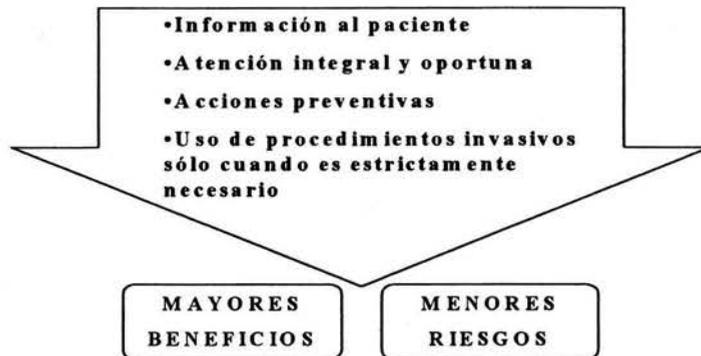 •Información al paciente
•Atención integral y oportuna
•Acciones preventivas
•Uso de procedimientos invasivos
sólo cuando es estrictamente
necesario
MAYORES
BENEFICIOS
MENORES
RIESGOS